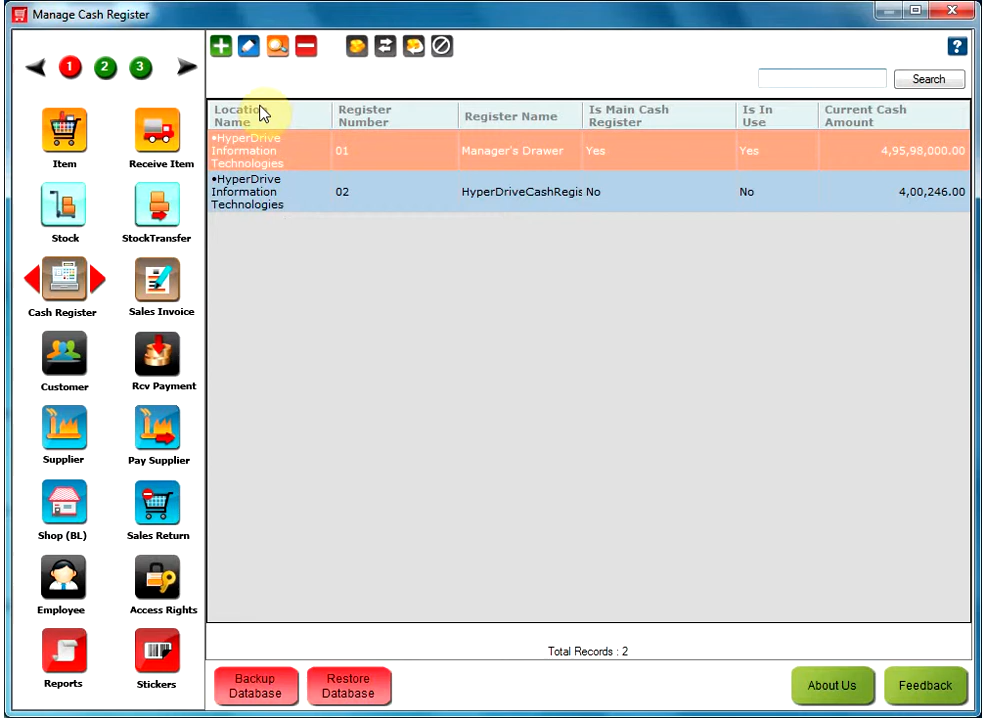 Manage Cash Register
1 2 3
?
Search
Location Name
Register Number
Register Name
Is Main Cash Register
Is In Use
Current Cash Amount
•HyperDrive Information Technologies
01
Manager's Drawer
Yes
Yes
4,95,98,000.00
•HyperDrive Information Technologies
02
HyperDriveCashRegis
No
No
4,00,246.00
Item
Receive Item
Stock
StockTransfer
Cash Register
Sales Invoice
Customer
Rcv Payment
Supplier
Pay Supplier
Shop (BL)
Sales Return
Employee
Access Rights
Reports
Stickers
Total Records : 2
Backup Database
Restore Database
About Us
Feedback